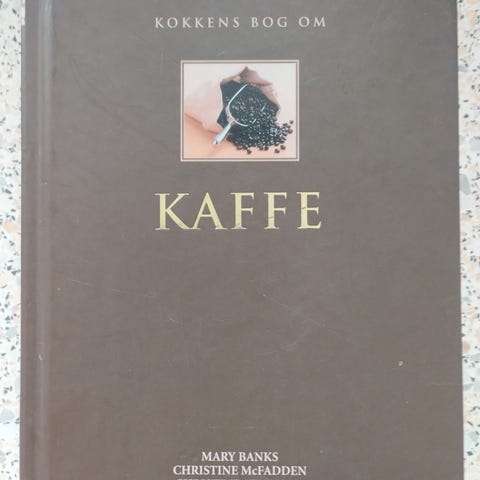 KOKKENS BOG OM
KAFFE
MARY BANKS
CHRISTINE McFADDEN